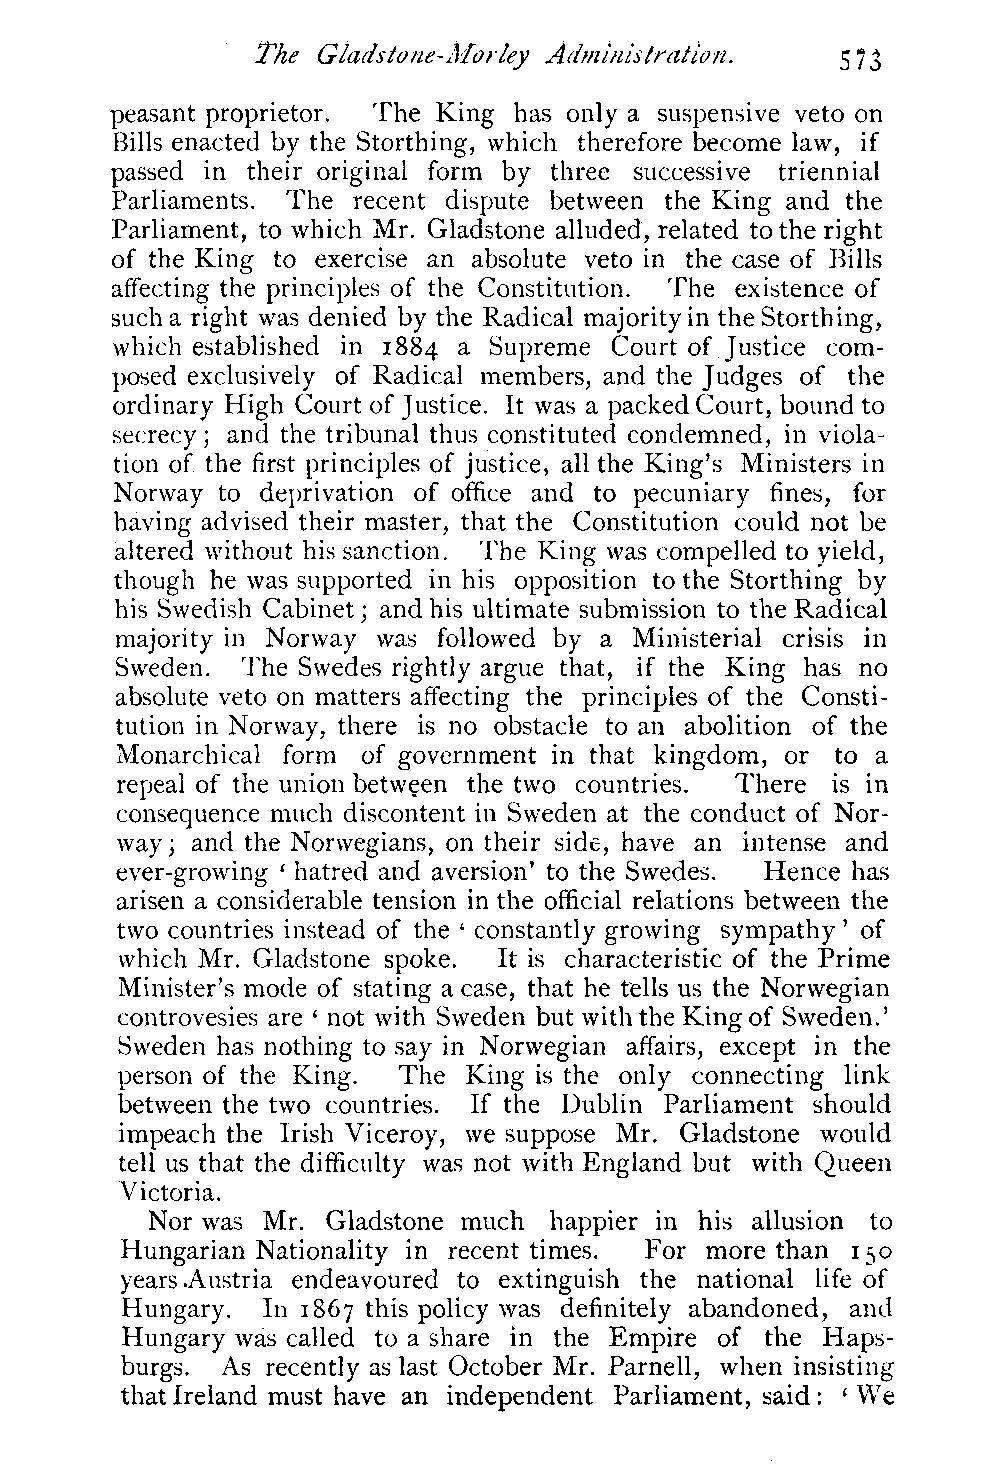 The Gladstone-Morley Administration. 573
peasant proprietor. The King has only a suspensive veto on
Bills enacted by the Storthing, which therefore become law, if
passed in their original form by three successive triennial
Parliaments. The recent dispute between the King and the
Parliament, to which Mr. Gladstone alluded, related to the right
of the King to exercise an absolute veto in the case of Bills
affecting the principles of the Constitution. The existence of
such a right was denied by the Radical majority in the Storthing,
which established in 1884 a Supreme Court of Justice com-
posed exclusively of Radical members, and the Judges of the
ordinary High Court of Justice. It was a packed Court, bound to
secrecy; and the tribunal thus constituted condemned, in viola-
tion of the first principles of justice, all the King's Ministers in
Norway to deprivation of office and to pecuniary fines, for
having advised their master, that the Constitution could not be
altered without his sanction. The King was compelled to yield,
though he was supported in his opposition to the Storthing by
his Swedish Cabinet; and his ultimate submission to the Radical
majority in Norway was followed by a Ministerial crisis in
Sweden. The Swedes rightly argue that, if the King has no
absolute veto on matters affecting the principles of the Consti-
tution in Norway, there is no obstacle to an abolition of the
Monarchical form of government in that kingdom, or to a
repeal of the union between the two countries. There is in
consequence much discontent in Sweden at the conduct of Nor-
way; and the Norwegians, on their side, have an intense and
ever-growing ‘hatred and aversion’ to the Swedes. Hence has
arisen a considerable tension in the official relations between the
two countries instead of the ‘constantly growing sympathy’ of
which Mr. Gladstone spoke. It is characteristic of the Prime
Minister's mode of stating a case, that he tells us the Norwegian
controvesies are ‘not with Sweden but with the King of Sweden.’
Sweden has nothing to say in Norwegian affairs, except in the
person of the King. The King is the only connecting link
between the two countries. If the Dublin Parliament should
impeach the Irish Viceroy, we suppose Mr. Gladstone would
tell us that the difficulty was not with England but with Queen
Victoria.
Nor was Mr. Gladstone much happier in his allusion to
Hungarian Nationality in recent times. For more than 150
years Austria endeavoured to extinguish the national life of
Hungary. In 1867 this policy was definitely abandoned, and
Hungary was called to a share in the Empire of the Haps-
burgs. As recently as last October Mr. Parnell, when insisting
that Ireland must have an independent Parliament, said: ‘We